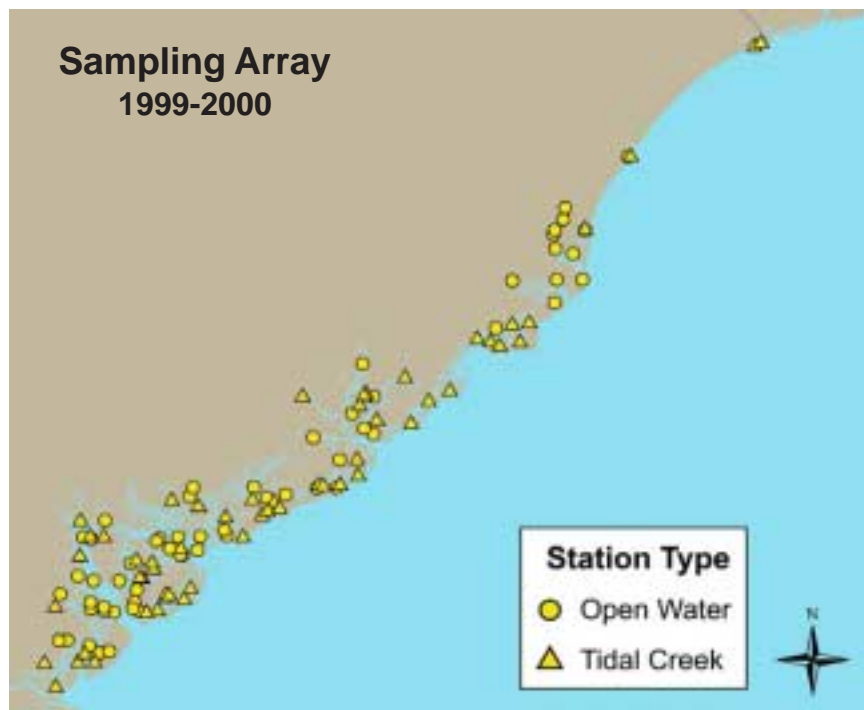 Sampling Array
1999-2000
Station Type
Open Water
Tidal Creek
N